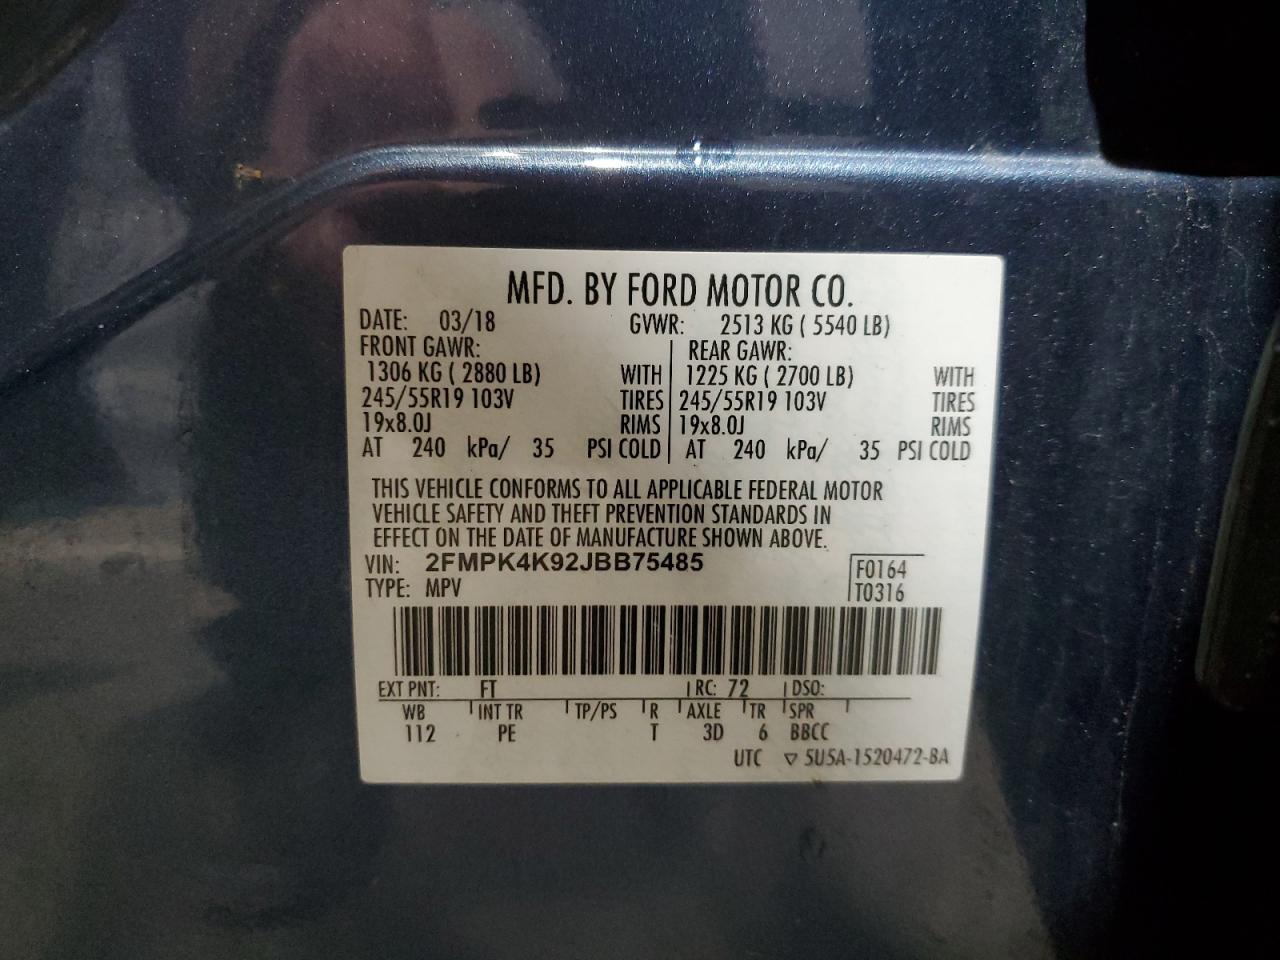 MFD. BY FORD MOTOR CO.
DATE: 03/18 GVWR: 2513 KG ( 5540 LB)
FRONT GAWR: REAR GAWR:
1306 KG ( 2880 LB) WITH 1225 KG ( 2700 LB) WITH
245/55R19 103V TIRES 245/55R19 103V TIRES
19x8.0J RIMS 19x8.0J RIMS
AT 240 kPa/ 35 PSI COLD AT 240 kPa/ 35 PSI COLD
THIS VEHICLE CONFORMS TO ALL APPLICABLE FEDERAL MOTOR
VEHICLE SAFETY AND THEFT PREVENTION STANDARDS IN
EFFECT ON THE DATE OF MANUFACTURE SHOWN ABOVE.
VIN: 2FMPK4K92JBB75485 F0164
TYPE: MPV T0316
EXT PNT: FT RC: 72 DSO:
WB INT TR TP/PS R AXLE TR SPR
112 PE T 3D 6 BBCC
UTC ▽ 5U5A-1520472-BA